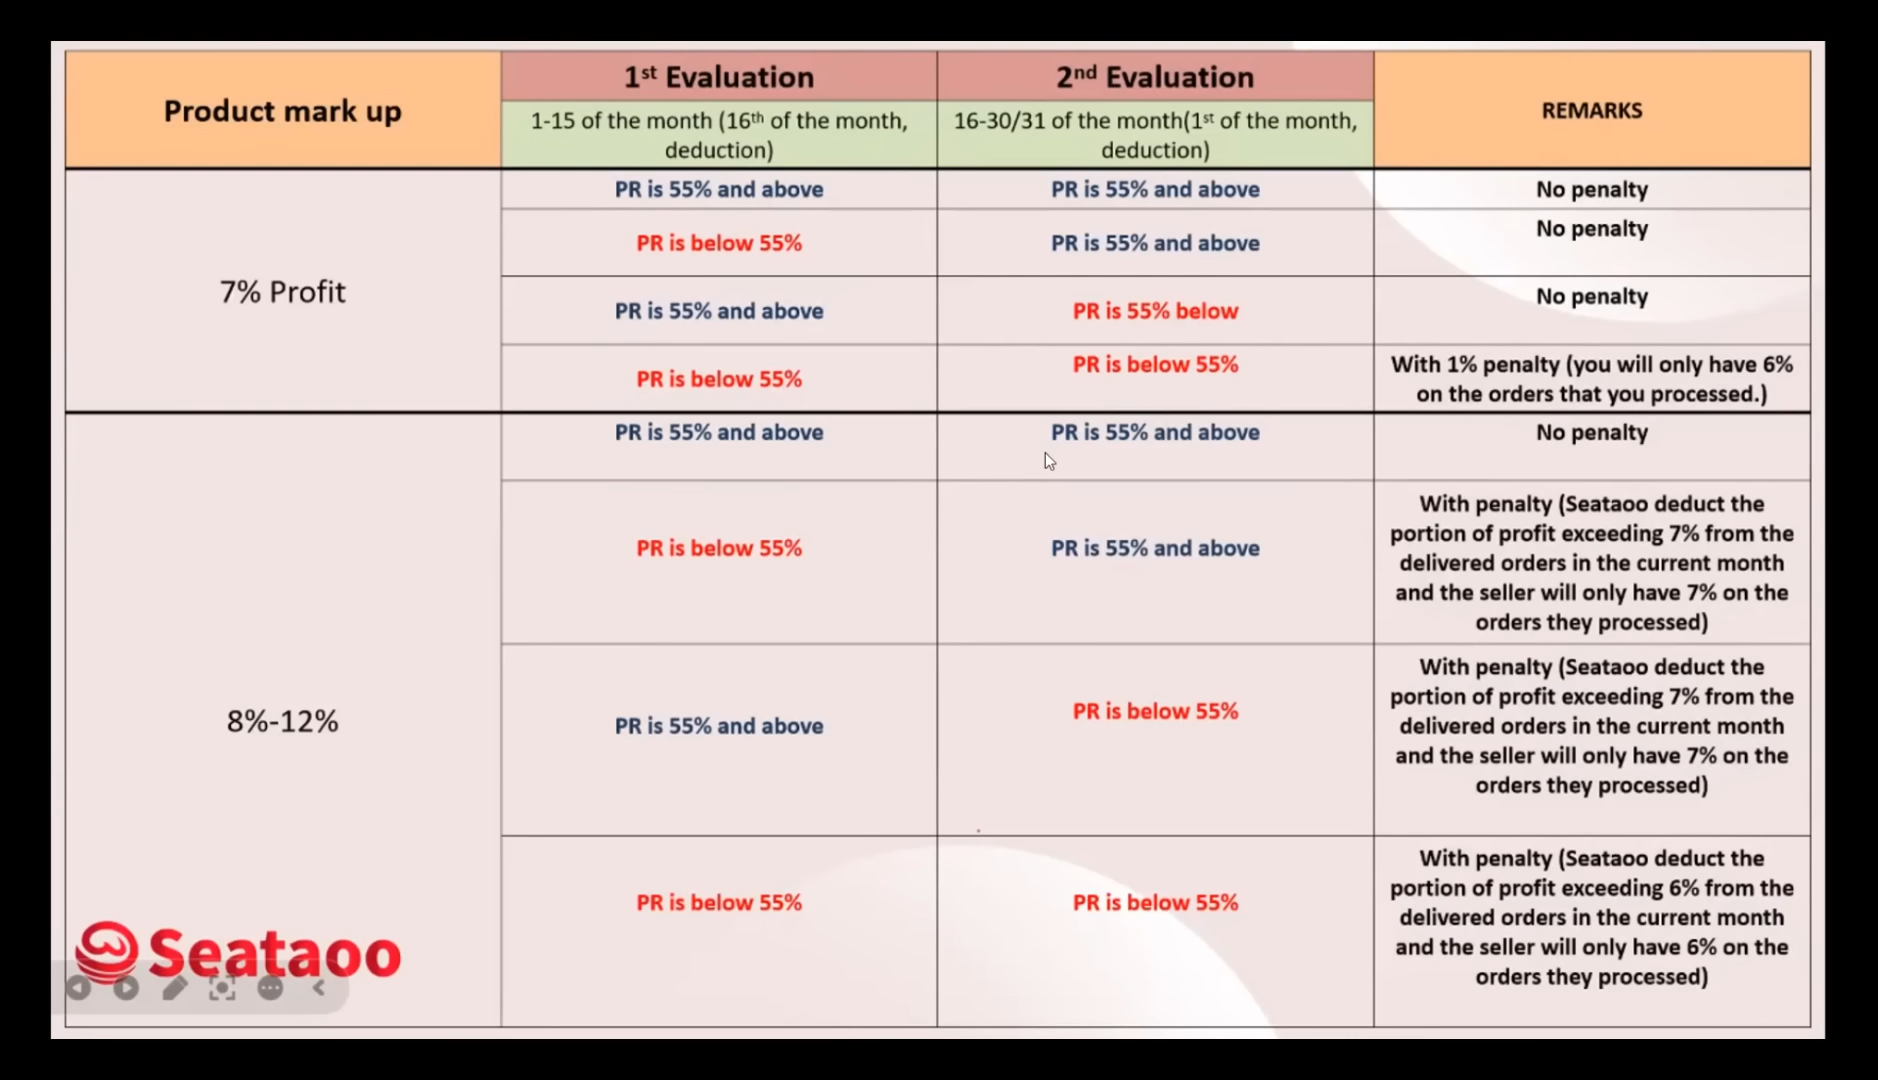 Product mark up
1st Evaluation
2nd Evaluation
REMARKS
1-15 of the month (16th of the month,
deduction)
16-30/31 of the month(1st of the month,
deduction)
7% Profit
PR is 55% and above
PR is 55% and above
No penalty
PR is below 55%
PR is 55% and above
No penalty
PR is 55% and above
PR is 55% below
No penalty
PR is below 55%
PR is below 55%
With 1% penalty (you will only have 6%
on the orders that you processed.)
8%-12%
PR is 55% and above
PR is 55% and above
No penalty
PR is below 55%
PR is 55% and above
With penalty (Seataoo deduct the
portion of profit exceeding 7% from the
delivered orders in the current month
and the seller will only have 7% on the
orders they processed)
PR is 55% and above
PR is below 55%
With penalty (Seataoo deduct the
portion of profit exceeding 7% from the
delivered orders in the current month
and the seller will only have 7% on the
orders they processed)
PR is below 55%
PR is below 55%
With penalty (Seataoo deduct the
portion of profit exceeding 6% from the
delivered orders in the current month
and the seller will only have 6% on the
orders they processed)
Seataoo